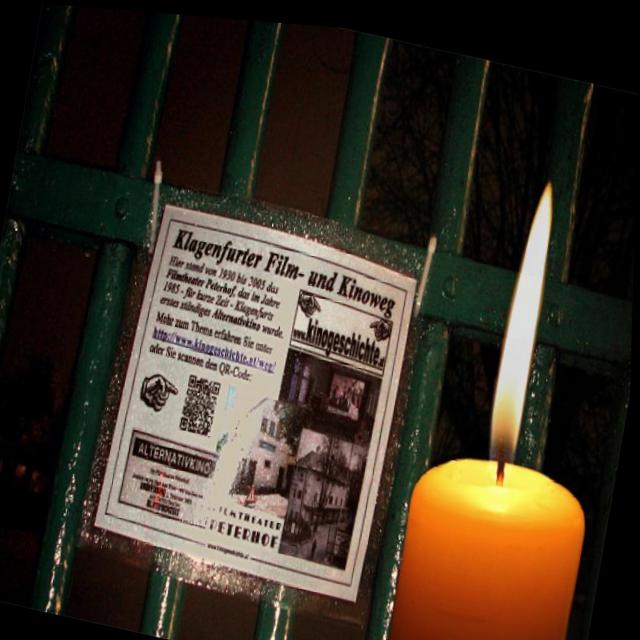 Klagenfurter Film- und Kinoweg
Hier stand von 1930 bis 2005 das
Filmtheater Peterhof, das im Jahre
1985 - für kurze Zeit - Klagenfurts
erstes ständiges Alternativkino wurde.
Mehr zum Thema erfahren Sie unter
http://www.kinogeschichte.at/weg/
oder Sie scannen den QR-Code:
kinogeschichte.
ALTERNATIVKINO
FILMTHEATER
PETERHOF